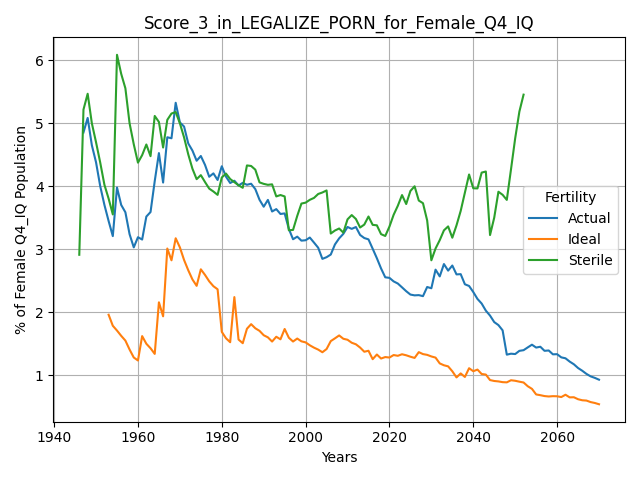 Score_3_in_LEGALIZE_PORN_for_Female_Q4_IQ
% of Female Q4_IQ Population
6
5
4
3
2
1
Fertility
Actual
Ideal
Sterile
1940 1960 1980 2000 2020 2040 2060
Years